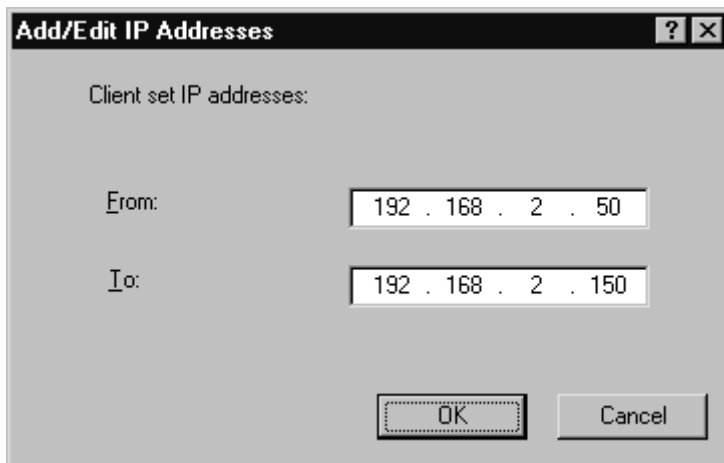 Add/Edit IP Addresses
Client set IP addresses:
From: 192 . 168 . 2 . 50
To: 192 . 168 . 2 . 150
OK Cancel